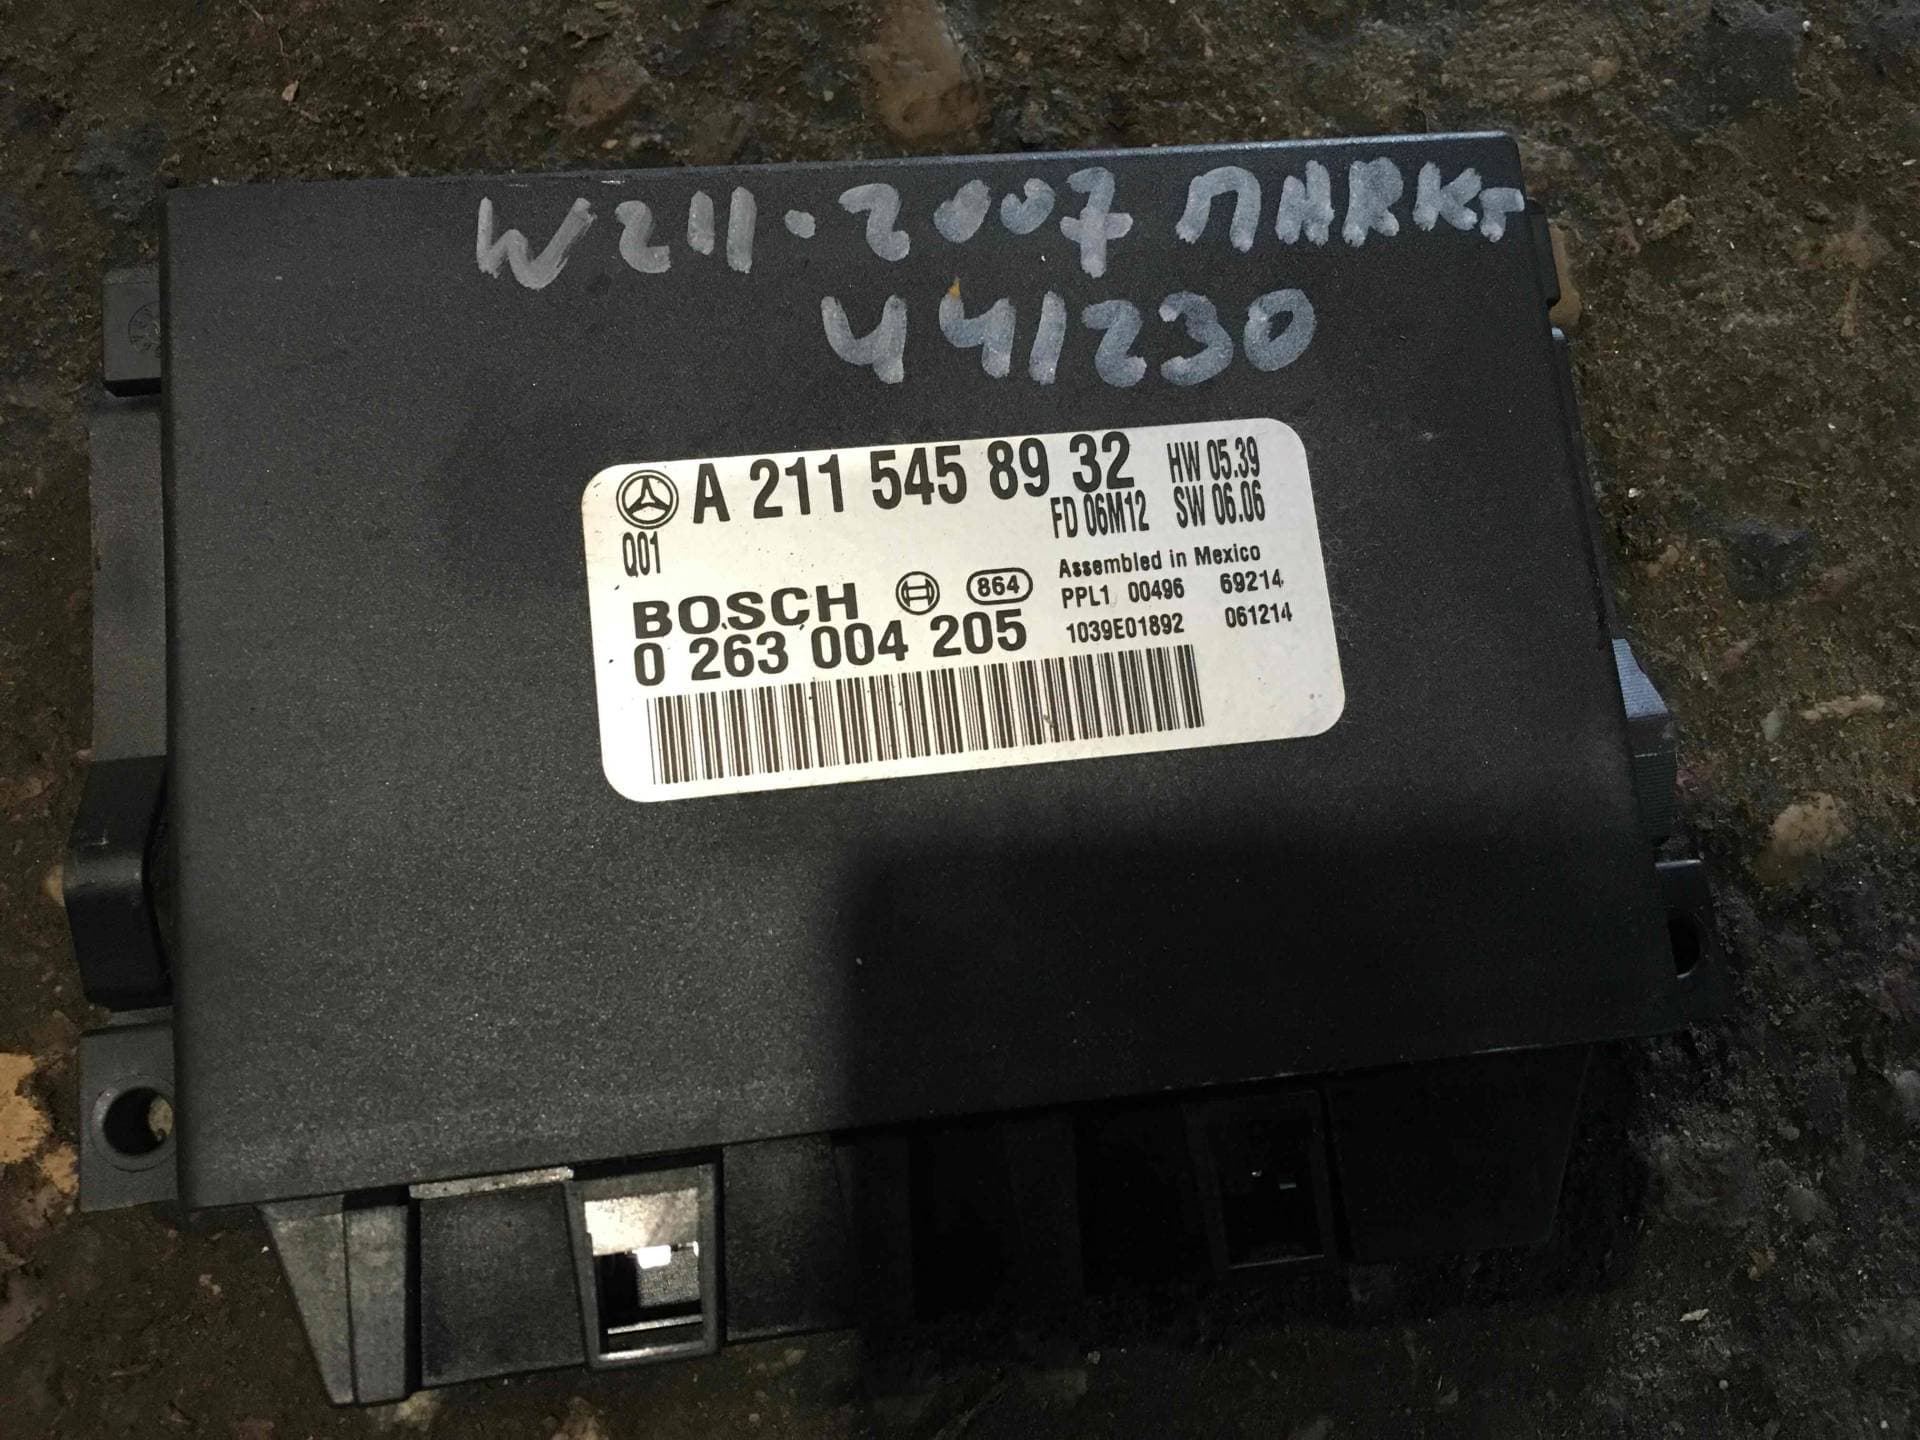 W211·2007 ПАRКт
441230
A 211 545 89 32 HW 05.39
FD 06M12 SW 06.06
Q01
Assembled in Mexico
BOSCH 864 PPL1 00496 69214
0 263 004 205 1039E01892 061214